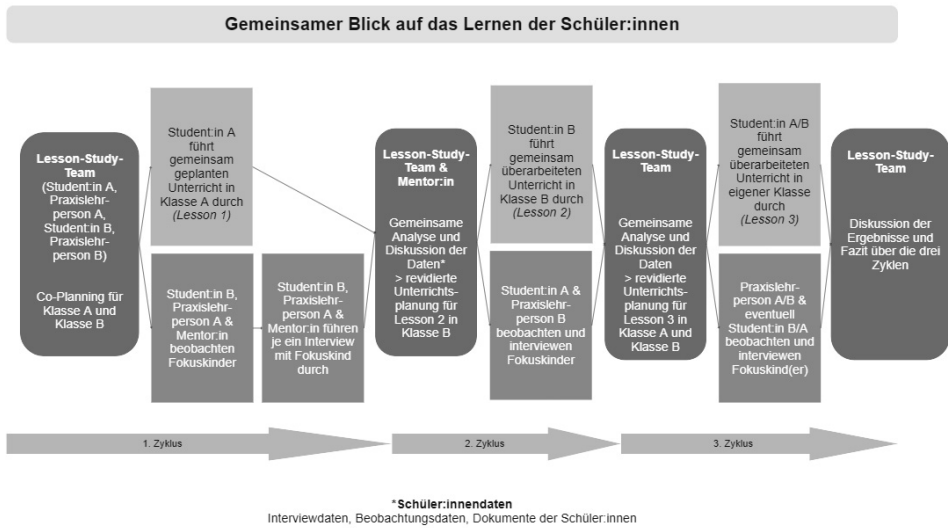 Gemeinsamer Blick auf das Lernen der Schüler:innen
Lesson-Study-
Team
(Student:in A,
Praxislehr-
person A,
Student:in B,
Praxislehr-
person B)
Co-Planning für
Klasse A und
Klasse B
Student:in A
führt
gemeinsam
geplanten
Unterricht in
Klasse A durch
(Lesson 1)
Student:in B,
Praxislehr-
person A &
Mentor:in
beobachten
Fokuskinder
Student:in B,
Praxislehr-
person A &
Mentor:in führen
je ein Interview
mit Fokuskind
durch
Lesson-Study-
Team &
Mentor:in
Gemeinsame
Analyse und
Diskussion der
Daten*
> revidierte
Unterrichts-
planung für
Lesson 2 in
Klasse B
Student:in B
führt
gemeinsam
überarbeiteten
Unterricht in
Klasse B durch
(Lesson 2)
Student:in A &
Praxislehr-
person B
beobachten und
interviewen
Fokuskinder
Lesson-Study-
Team
Gemeinsame
Analyse und
Diskussion der
Daten
> revidierte
Unterrichts-
planung für
Lesson 3 in
Klasse A und
Klasse B
Student:in A/B
führt
gemeinsam
überarbeiteten
Unterricht in
eigener Klasse
durch
(Lesson 3)
Praxislehr-
person A/B &
eventuell
Student:in B/A
beobachten und
interviewen
Fokuskind(er)
Lesson-Study-
Team
Diskussion der
Ergebnisse und
Fazit über die drei
Zyklen
1. Zyklus
2. Zyklus
3. Zyklus
*Schüler:innendaten
Interviewdaten, Beobachtungsdaten, Dokumente der Schüler:innen